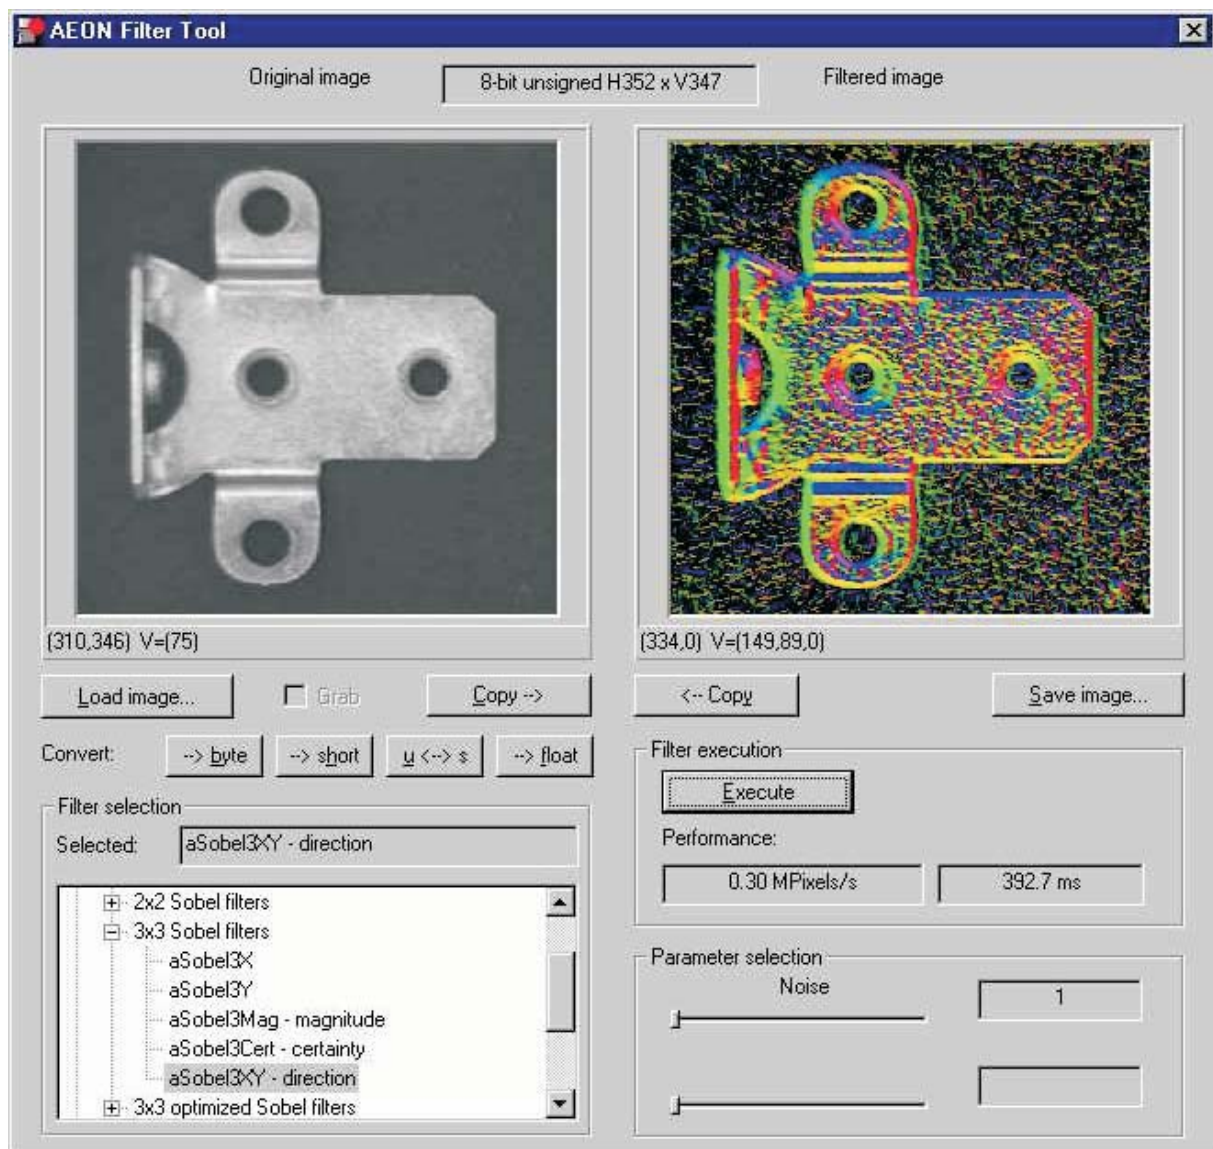 AEON Filter Tool
Original image
8-bit unsigned H352 x V347
Filtered image
(310,346) V=(75)
(334,0) V=(149,89,0)
Load image...
Grab
Copy -->
<-- Copy
Save image...
Convert:
--> byte
--> short
u <--> s
--> float
Filter selection
Selected:
aSobel3XY - direction
2x2 Sobel filters
3x3 Sobel filters
aSobel3X
aSobel3Y
aSobel3Mag - magnitude
aSobel3Cert - certainty
aSobel3XY - direction
3x3 optimized Sobel filters
Filter execution
Execute
Performance:
0.30 MPixels/s
392.7 ms
Parameter selection
Noise
1